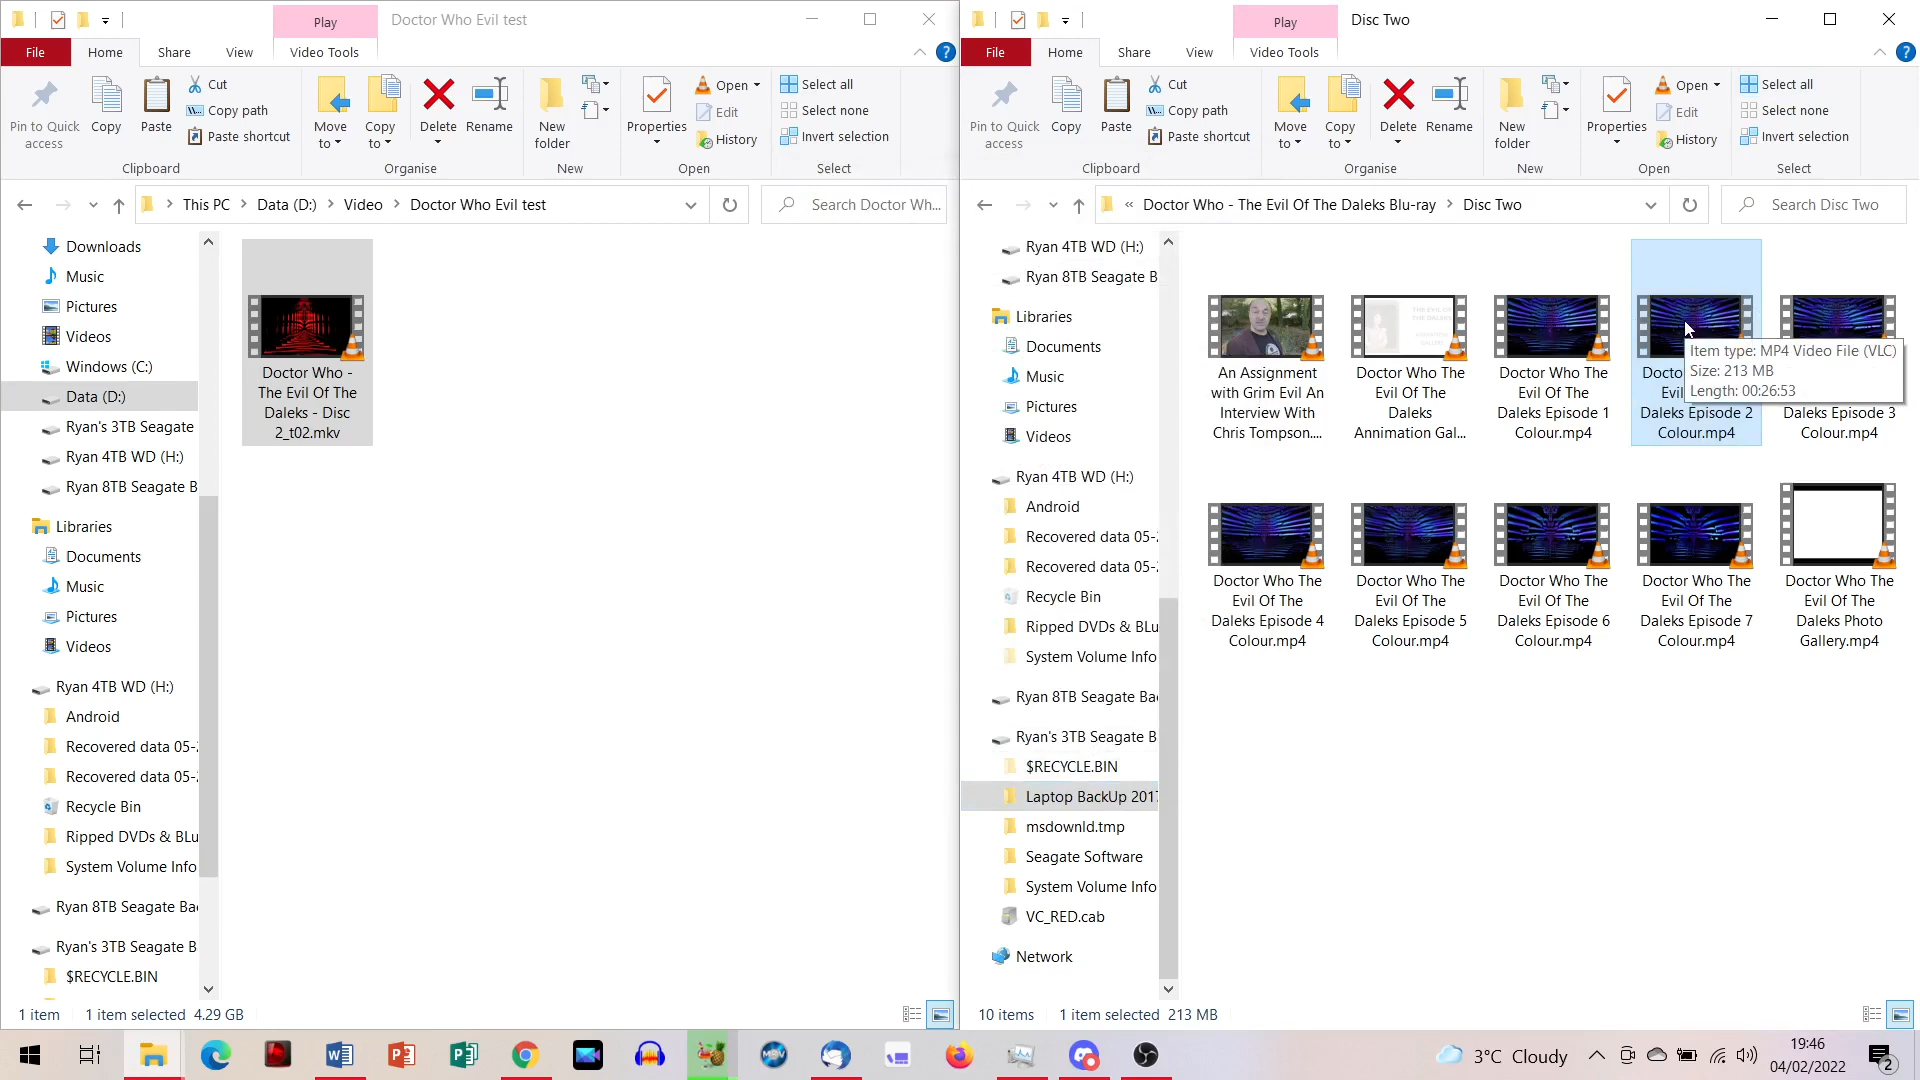 Play
Doctor Who Evil test
File
Home
Share
View
Video Tools
Pin to Quick
access
Copy
Paste
Cut
Copy path
Paste shortcut
Clipboard
Move
to
Copy
to
Delete
Rename
Organise
New
folder
New
Properties
Open
Edit
History
Open
Select all
Select none
Invert selection
Select
This PC
Data (D:)
Video
Doctor Who Evil test
Search Doctor Wh...
Downloads
Music
Pictures
Videos
Windows (C:)
Data (D:)
Ryan's 3TB Seagate
Ryan 4TB WD (H:)
Ryan 8TB Seagate B
Libraries
Documents
Music
Pictures
Videos
Ryan 4TB WD (H:)
Android
Recovered data 05-
Recovered data 05-
Recycle Bin
Ripped DVDs & BLu
System Volume Info
Ryan 8TB Seagate Ba
Ryan's 3TB Seagate B
$RECYCLE.BIN
Doctor Who -
The Evil Of The
Daleks - Disc
2_t02.mkv
1 item
1 item selected 4.29 GB
Play
Disc Two
File
Home
Share
View
Video Tools
Pin to Quick
access
Copy
Paste
Cut
Copy path
Paste shortcut
Clipboard
Move
to
Copy
to
Delete
Rename
Organise
New
folder
New
Properties
Open
Edit
History
Open
Select all
Select none
Invert selection
Select
« Doctor Who - The Evil Of The Daleks Blu-ray
Disc Two
Search Disc Two
Ryan 4TB WD (H:)
Ryan 8TB Seagate B
Libraries
Documents
Music
Pictures
Videos
Ryan 4TB WD (H:)
Android
Recovered data 05-
Recovered data 05-
Recycle Bin
Ripped DVDs & BLu
System Volume Info
Ryan 8TB Seagate Ba
Ryan's 3TB Seagate B
$RECYCLE.BIN
Laptop BackUp 2017
msdownld.tmp
Seagate Software
System Volume Info
VC_RED.cab
Network
An Assignment
with Grim Evil An
Interview With
Chris Tompson....
Doctor Who The
Evil Of The
Daleks
Annimation Gal...
Doctor Who The
Evil Of The
Daleks Episode 1
Colour.mp4
Docto
Evil
Daleks Episode 2
Colour.mp4
Daleks Episode 3
Colour.mp4
Item type: MP4 Video File (VLC)
Size: 213 MB
Length: 00:26:53
Doctor Who The
Evil Of The
Daleks Episode 4
Colour.mp4
Doctor Who The
Evil Of The
Daleks Episode 5
Colour.mp4
Doctor Who The
Evil Of The
Daleks Episode 6
Colour.mp4
Doctor Who The
Evil Of The
Daleks Episode 7
Colour.mp4
Doctor Who The
Evil Of The
Daleks Photo
Gallery.mp4
10 items
1 item selected 213 MB
3°C Cloudy
19:46
04/02/2022
2